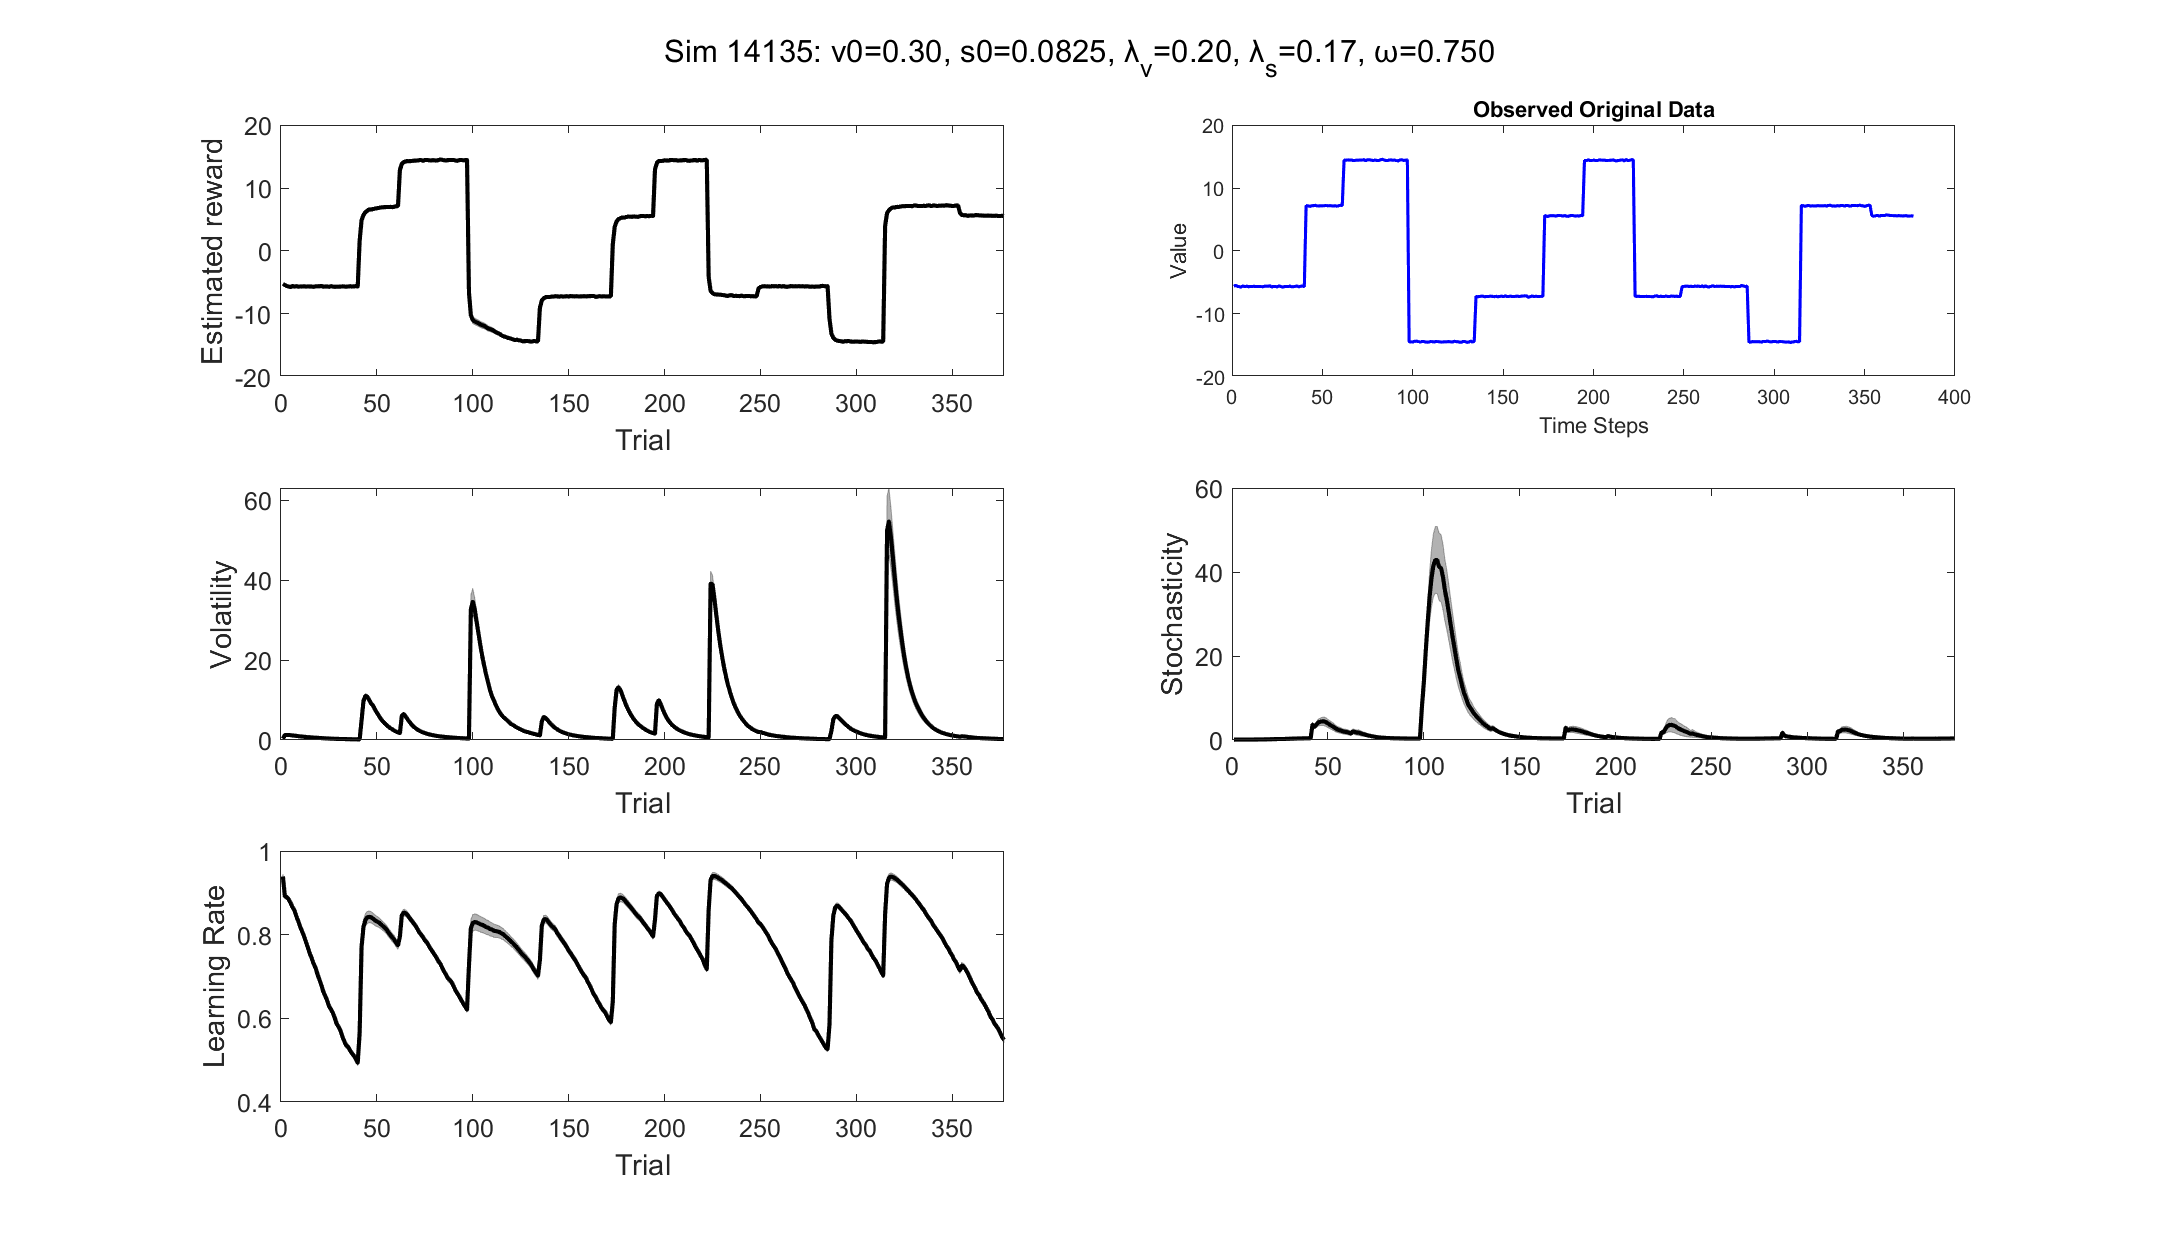 Sim 14135: v0=0.30, s0=0.0825, λ_v=0.20, λ_s=0.17, ω=0.750
Estimated reward
20
10
0
-10
-20
0 50 100 150 200 250 300 350
Trial
Observed Original Data
Value
20
10
0
-10
-20
0 50 100 150 200 250 300 350 400
Time Steps
Volatility
60
40
20
0
0 50 100 150 200 250 300 350
Trial
Stochasticity
60
40
20
0
0 50 100 150 200 250 300 350
Trial
Learning Rate
1
0.8
0.6
0.4
0 50 100 150 200 250 300 350
Trial